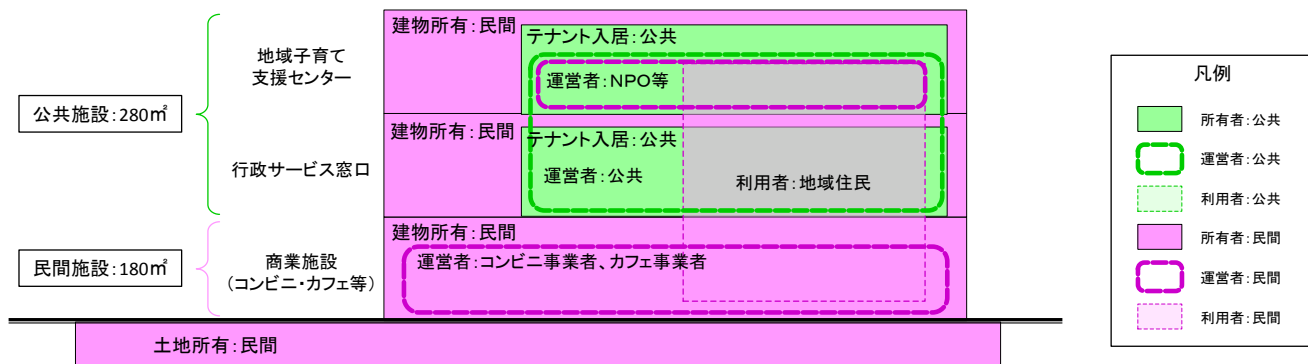 建物所有:民間
テナント入居:公共
地域子育て
支援センター
運営者:NPO等
公共施設:280㎡
建物所有:民間
テナント入居:公共
行政サービス窓口
運営者:公共
利用者:地域住民
建物所有:民間
運営者:コンビニ事業者、カフェ事業者
民間施設:180㎡
商業施設
(コンビニ・カフェ等)
土地所有:民間
凡例
所有者:公共
運営者:公共
利用者:公共
所有者:民間
運営者:民間
利用者:民間